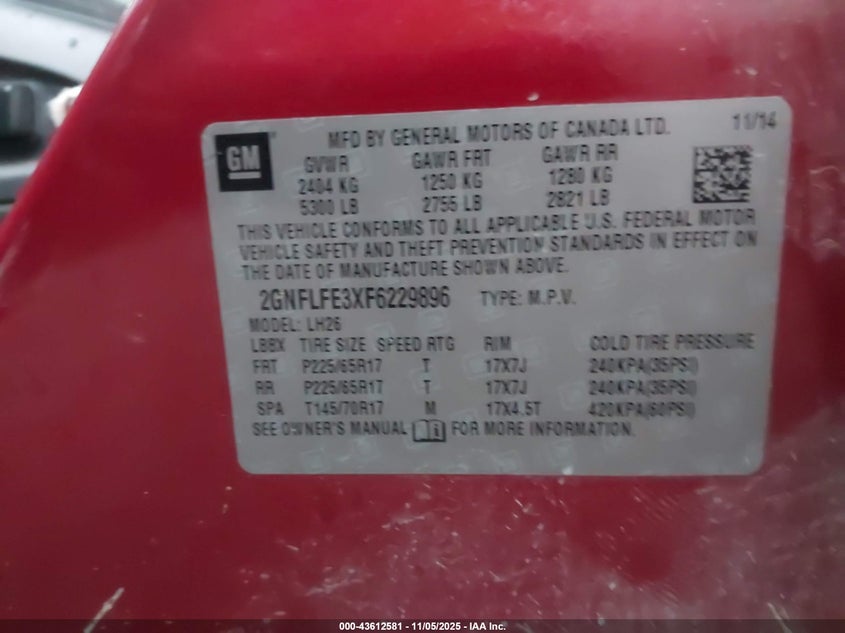 GM
MFD BY GENERAL MOTORS OF CANADA LTD. 11/14
GVWR GAWR FRT GAWR RR
2404 KG 1250 KG 1280 KG
5300 LB 2755 LB 2821 LB
THIS VEHICLE CONFORMS TO ALL APPLICABLE U.S. FEDERAL MOTOR
VEHICLE SAFETY AND THEFT PREVENTION STANDARDS IN EFFECT ON
THE DATE OF MANUFACTURE SHOWN ABOVE.
2GNFLFE3XF6229896 TYPE: M.P.V.
MODEL: LH26
LBBX TIRE SIZE SPEED RTG RIM COLD TIRE PRESSURE
FRT P225/65R17 T 17X7J 240KPA(35PSI)
RR P225/65R17 T 17X7J 240KPA(35PSI)
SPA T145/70R17 M 17X4.5T 420KPA(60PSI)
SEE OWNER'S MANUAL FOR MORE INFORMATION.
000-43612581 - 11/05/2025 - IAA Inc.